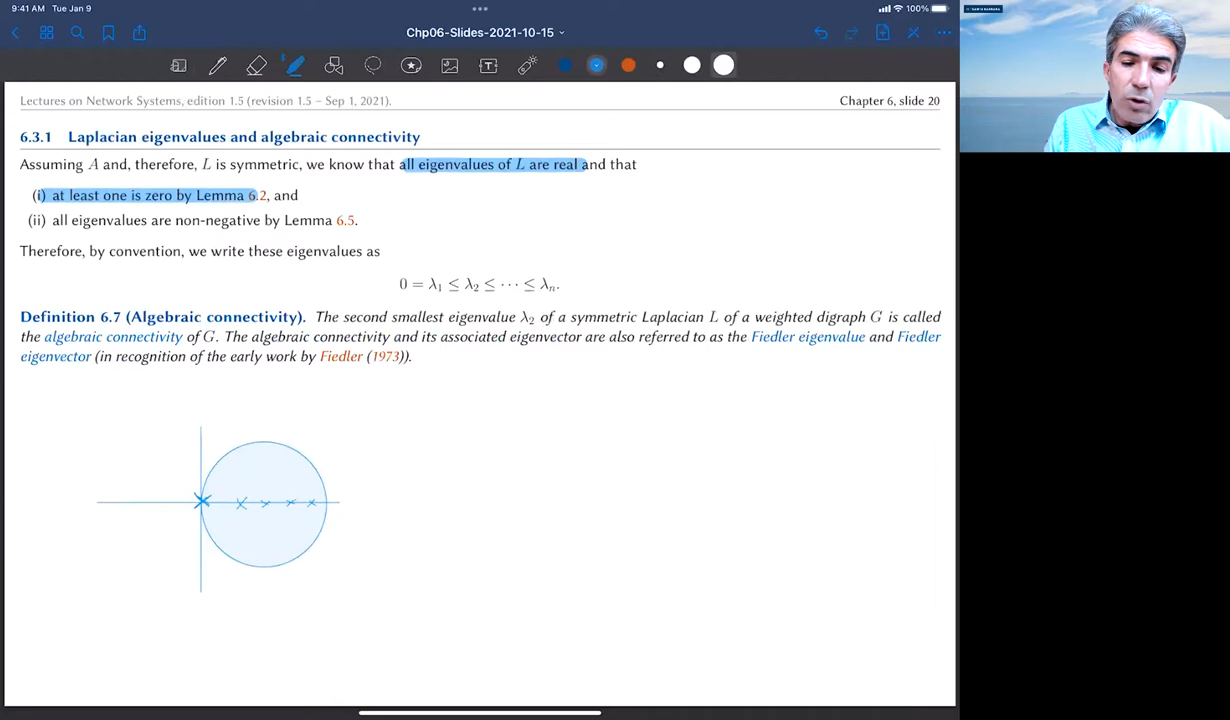 9:41 AM Tue Jan 9
100%
Chp06-Slides-2021-10-15
Lectures on Network Systems, edition 1.5 (revision 1.5 – Sep 1, 2021).
Chapter 6, slide 20
6.3.1 Laplacian eigenvalues and algebraic connectivity
Assuming A and, therefore, L is symmetric, we know that all eigenvalues of L are real and that
(i) at least one is zero by Lemma 6.2, and
(ii) all eigenvalues are non-negative by Lemma 6.5.
Therefore, by convention, we write these eigenvalues as
0 = λ₁ ≤ λ₂ ≤ ⋯ ≤ λₙ.
Definition 6.7 (Algebraic connectivity). The second smallest eigenvalue λ₂ of a symmetric Laplacian L of a weighted digraph G is called
the algebraic connectivity of G. The algebraic connectivity and its associated eigenvector are also referred to as the Fiedler eigenvalue and Fiedler
eigenvector (in recognition of the early work by Fiedler (1973)).